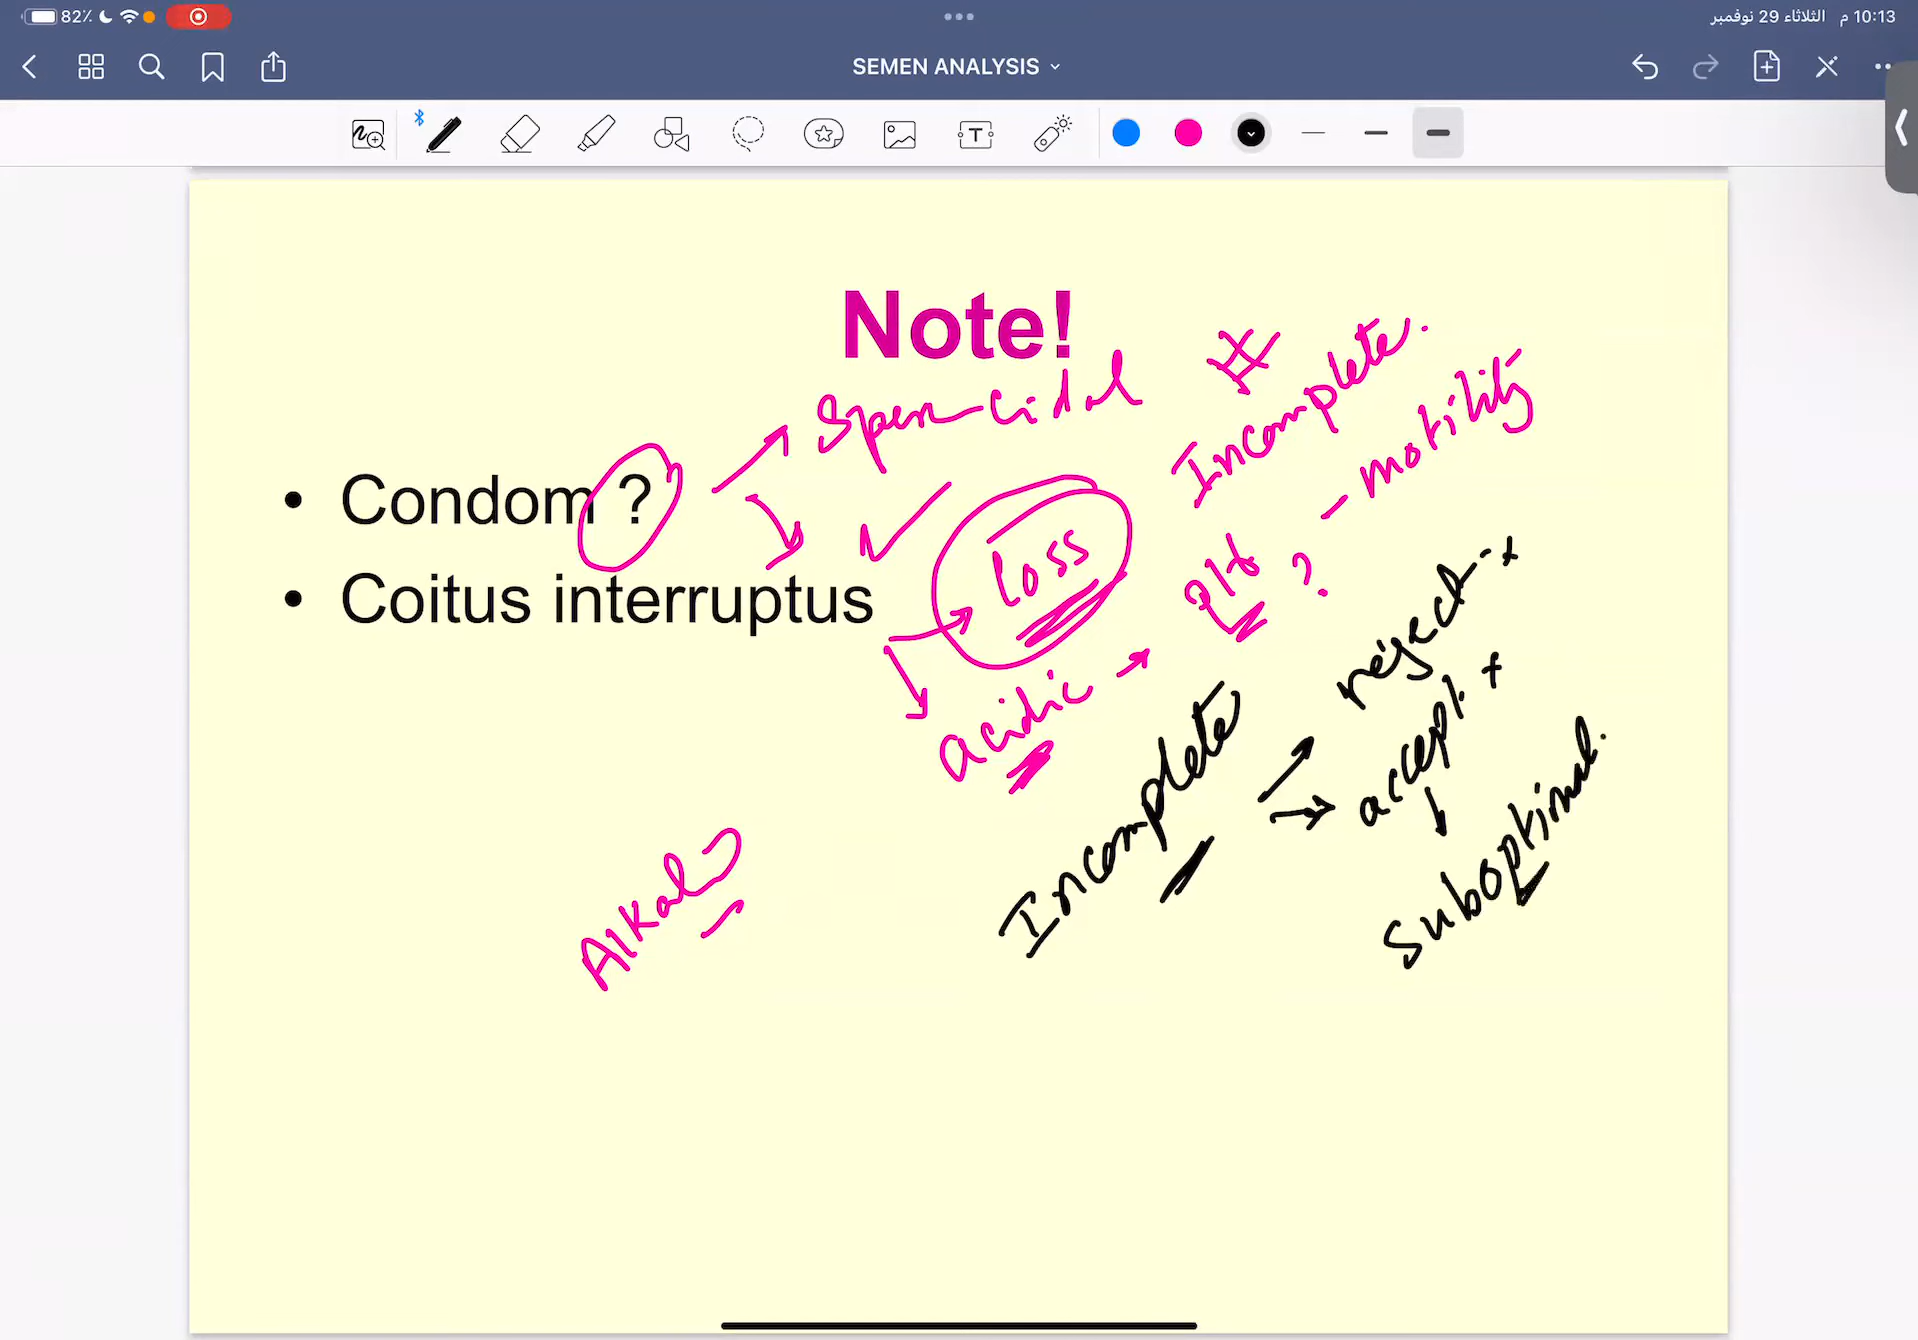 82٪
10:13 م الثلاثاء 29 نوفمبر
SEMEN ANALYSIS
T
Note!
Spermicidal
#
Incomplete.
- motility
• Condom ?
loss
• Coitus interruptus
?
reject
acidic
accept
Incomplete
Suboptimal.